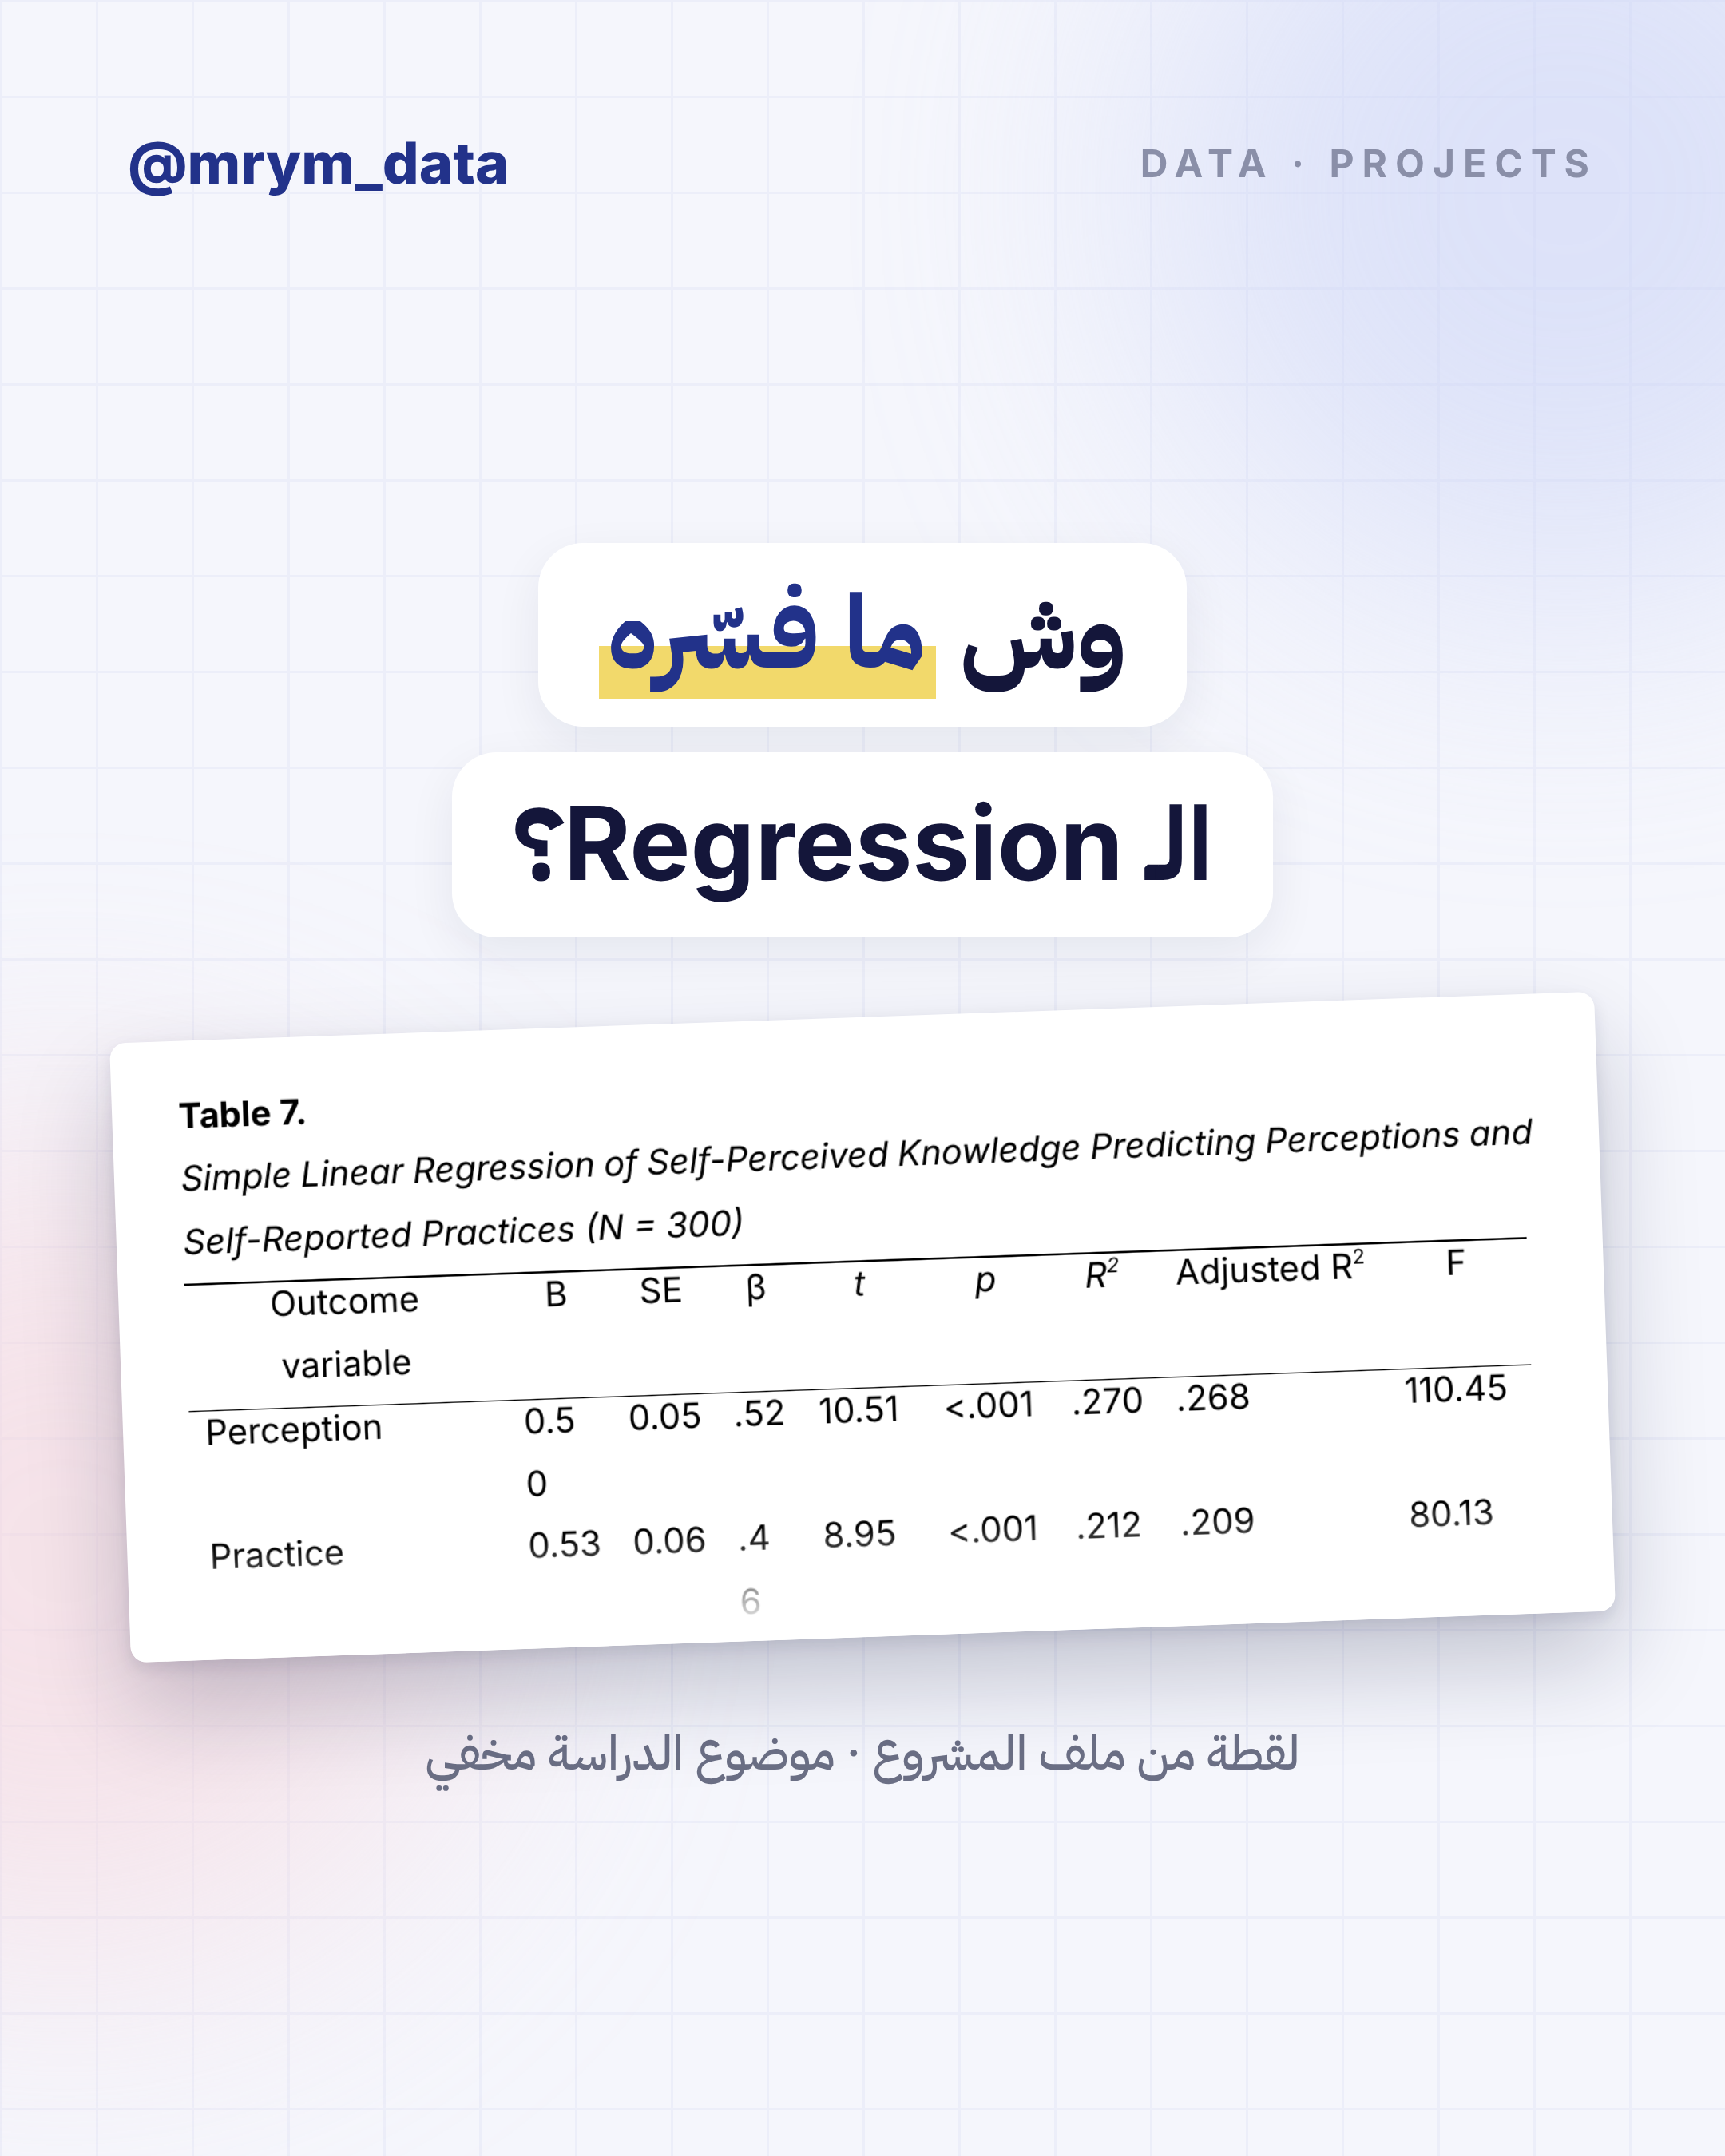 @mrym_data
DATA · PROJECTS
وش ما فسّره
الـ Regression؟
Table 7.
Simple Linear Regression of Self-Perceived Knowledge Predicting Perceptions and
Self-Reported Practices (N = 300)
Outcome B SE β t p R² Adjusted R² F
variable
Perception 0.5 0.05 .52 10.51 <.001 .270 .268 110.45
0
Practice 0.53 0.06 .4 8.95 <.001 .212 .209 80.13
6
لقطة من ملف المشروع · موضوع الدراسة مخفي